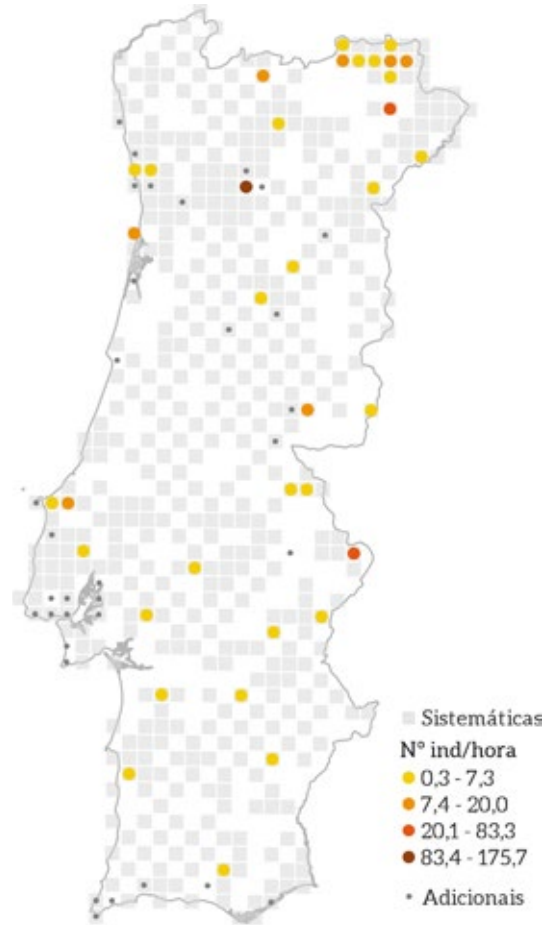 Sistemáticas
Nº ind/hora
0,3 - 7,3
7,4 - 20,0
20,1 - 83,3
83,4 - 175,7
Adicionais